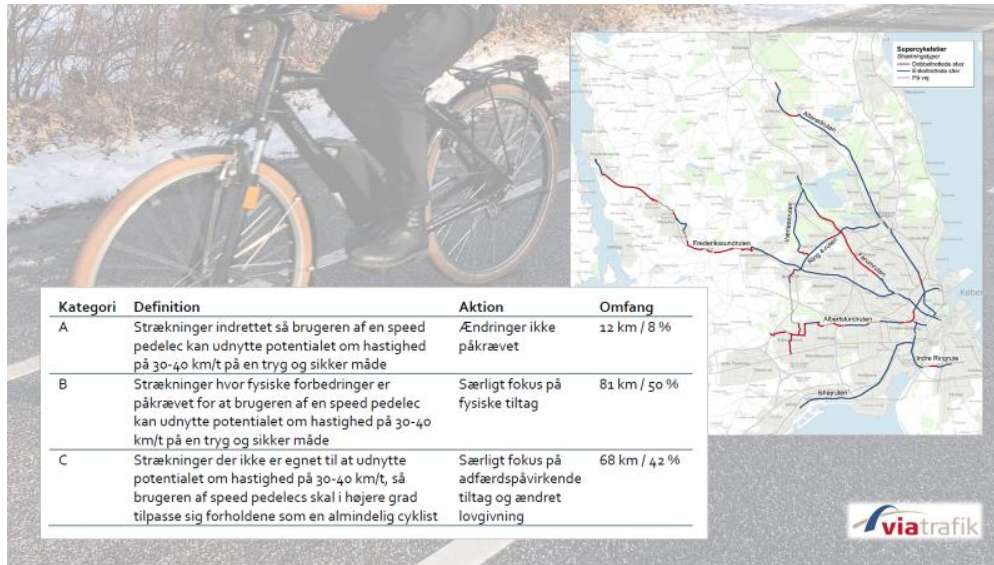 Supercykelstier
Strækningstyper
Dobbeltrettede stier
Enkeltrettede stier
På vej
Allerødruten
Frederikssundruten
Værløseruten
Ring 4-ruten
Farumruten
Albertslundruten
Indre Ringrute
Ishøjruten
Køber
Kategori Definition Aktion Omfang
A Strækninger indrettet så brugeren af en speed Ændringer ikke 12 km / 8 %
pedelec kan udnytte potentialet om hastighed påkrævet
på 30-40 km/t på en tryg og sikker måde
B Strækninger hvor fysiske forbedringer er Særligt fokus på 81 km / 50 %
påkrævet for at brugeren af en speed pedelec fysiske tiltag
kan udnytte potentialet om hastighed på 30-40
km/t på en tryg og sikker måde
C Strækninger der ikke er egnet til at udnytte Særligt fokus på 68 km / 42 %
potentialet om hastighed på 30-40 km/t, så adfærdspåvirkende
brugeren af speed pedelecs skal i højere grad tiltag og ændret
tilpasse sig forholdene som en almindelig cyklist lovgivning
viatrafik